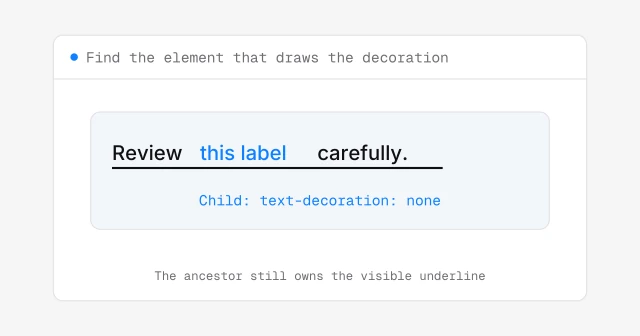 Find the element that draws the decoration
Review this label carefully.
Child: text-decoration: none
The ancestor still owns the visible underline